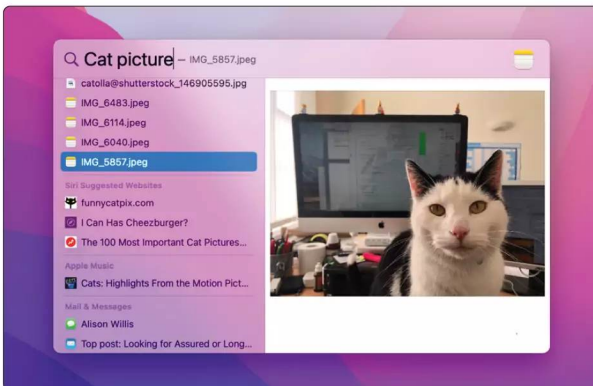 Cat picture – IMG_5857.jpeg
catolla@shutterstock_146905595.jpg
IMG_6483.jpeg
IMG_6114.jpeg
IMG_6040.jpeg
IMG_5857.jpeg
Siri Suggested Websites
funnycatpix.com
I Can Has Cheezburger?
The 100 Most Important Cat Pictures...
Apple Music
Cats: Highlights From the Motion Pict...
Mail & Messages
Alison Willis
Top post: Looking for Assured or Long...